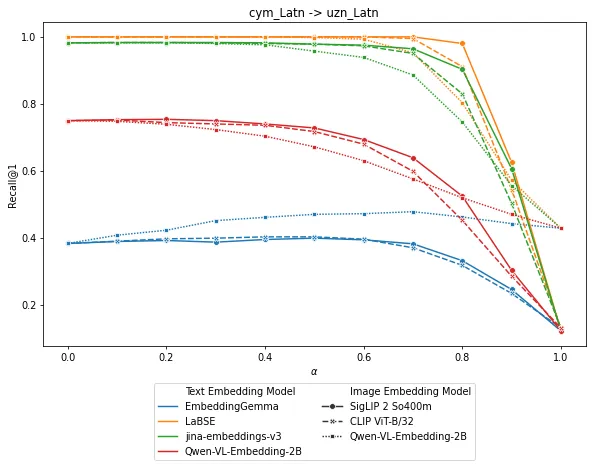 cym_Latn -> uzn_Latn
Recall@1
1.0
0.8
0.6
0.4
0.2
0.0 0.2 0.4 0.6 0.8 1.0
α
Text Embedding Model
EmbeddingGemma
LaBSE
jina-embeddings-v3
Qwen-VL-Embedding-2B
Image Embedding Model
SigLIP 2 So400m
CLIP ViT-B/32
Qwen-VL-Embedding-2B